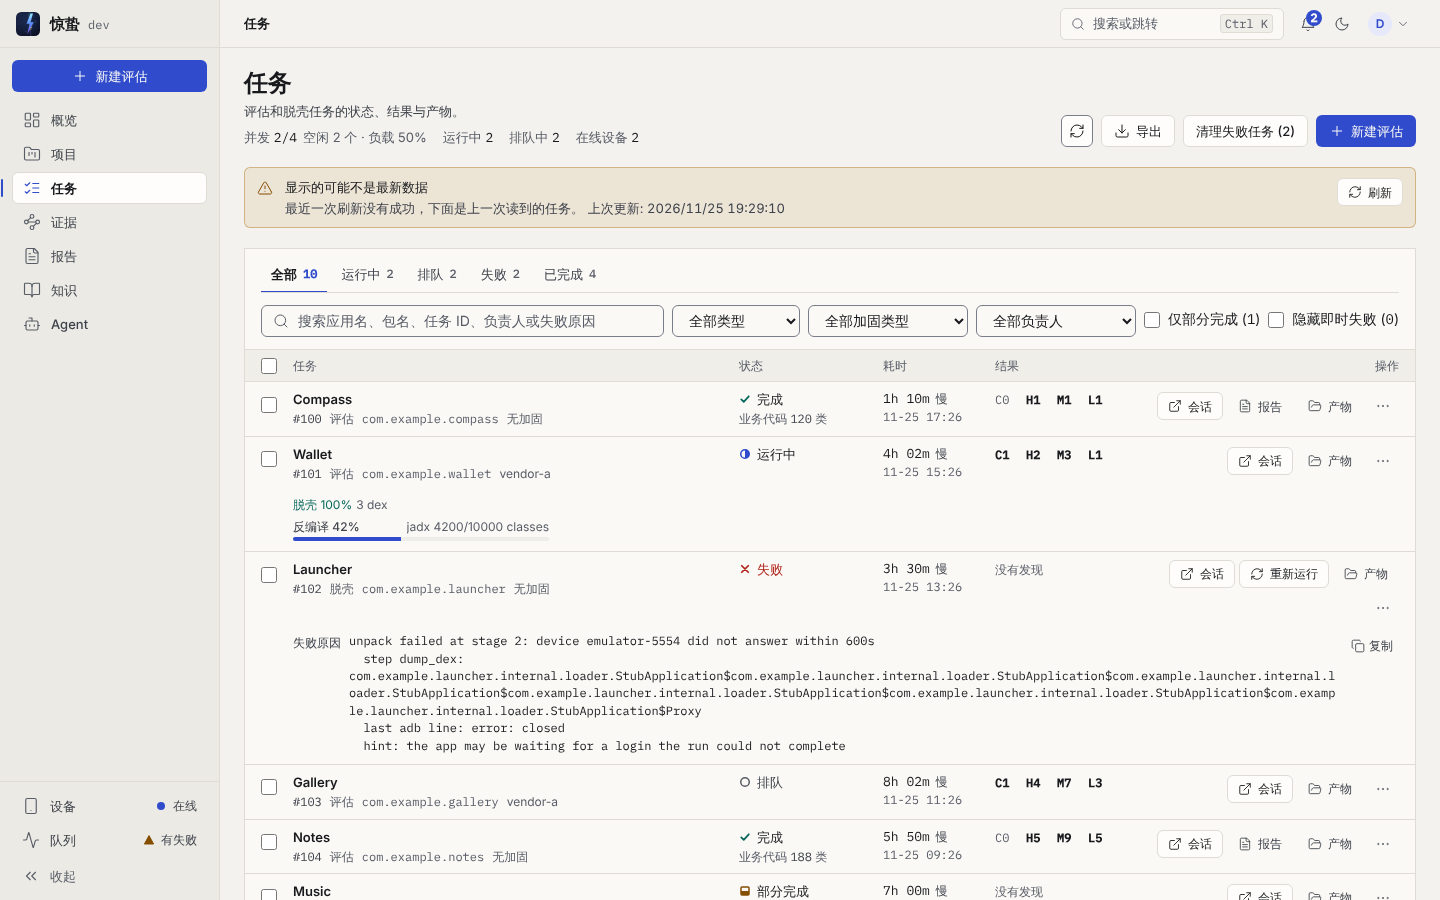 惊蛰 dev
任务
搜索或跳转 Ctrl K
2
D
新建评估
概览
项目
任务
证据
报告
知识
Agent
设备 在线
队列 有失败
收起
任务
评估和脱壳任务的状态、结果与产物。
并发 2/4 空闲 2 个 · 负载 50% 运行中 2 排队中 2 在线设备 2
导出 清理失败任务 (2) 新建评估
显示的可能不是最新数据
最近一次刷新没有成功，下面是上一次读到的任务。 上次更新: 2026/11/25 19:29:10
刷新
全部 10 运行中 2 排队 2 失败 2 已完成 4
搜索应用名、包名、任务 ID、负责人或失败原因 全部类型 全部加固类型 全部负责人 仅部分完成 (1) 隐藏即时失败 (0)
任务 状态 耗时 结果 操作
Compass 完成 1h 10m 慢 C0 H1 M1 L1 会话 报告 产物 ···
#100 评估 com.example.compass 无加固 业务代码 120 类 11-25 17:26
Wallet 运行中 4h 02m 慢 C1 H2 M3 L1 会话 产物 ···
#101 评估 com.example.wallet vendor-a 11-25 15:26
脱壳 100% 3 dex
反编译 42% jadx 4200/10000 classes
Launcher 失败 3h 30m 慢 没有发现 会话 重新运行 产物
#102 脱壳 com.example.launcher 无加固 11-25 13:26
···
失败原因 unpack failed at stage 2: device emulator-5554 did not answer within 600s 复制
step dump_dex:
com.example.launcher.internal.loader.StubApplication$com.example.launcher.internal.loader.StubApplication$com.example.launcher.internal.l
oader.StubApplication$com.example.launcher.internal.loader.StubApplication$com.example.launcher.internal.loader.StubApplication$com.examp
le.launcher.internal.loader.StubApplication$Proxy
last adb line: error: closed
hint: the app may be waiting for a login the run could not complete
Gallery 排队 8h 02m 慢 C1 H4 M7 L3 会话 产物 ···
#103 评估 com.example.gallery vendor-a 11-25 11:26
Notes 完成 5h 50m 慢 C0 H5 M9 L5 会话 报告 产物 ···
#104 评估 com.example.notes 无加固 业务代码 188 类 11-25 09:26
Music 部分完成 7h 00m 慢 没有发现 会话 产物 ···